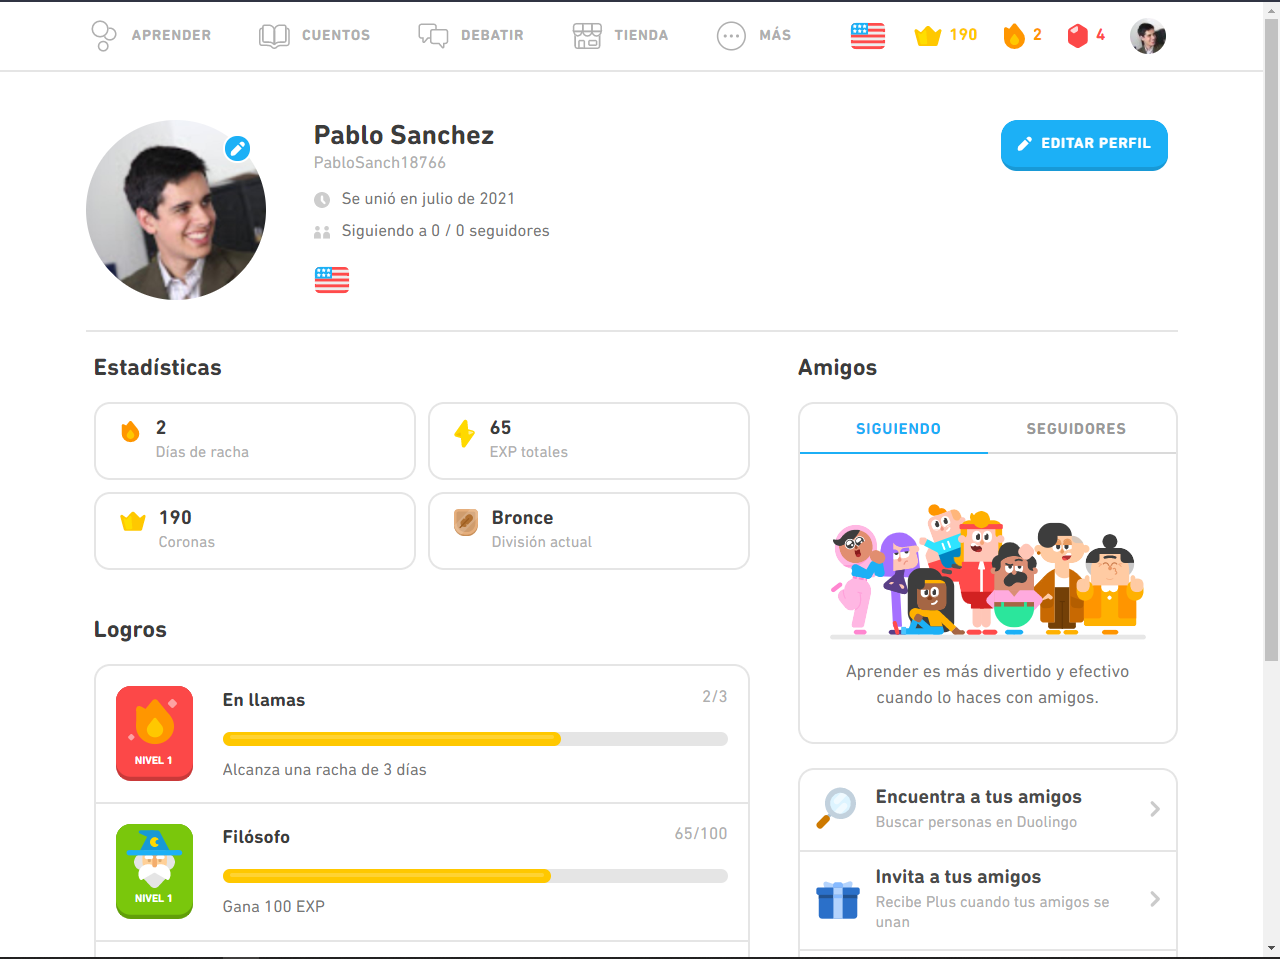 APRENDER
CUENTOS
DEBATIR
TIENDA
MÁS
190
2
4
Pablo Sanchez
PabloSanch18766
Se unió en julio de 2021
Siguiendo a 0 / 0 seguidores
EDITAR PERFIL
Estadísticas
2
Días de racha
65
EXP totales
190
Coronas
Bronce
División actual
Logros
En llamas
2/3
NIVEL 1
Alcanza una racha de 3 días
Filósofo
65/100
NIVEL 1
Gana 100 EXP
Amigos
SIGUIENDO
SEGUIDORES
Aprender es más divertido y efectivo
cuando lo haces con amigos.
Encuentra a tus amigos
Buscar personas en Duolingo
Invita a tus amigos
Recibe Plus cuando tus amigos se
unan